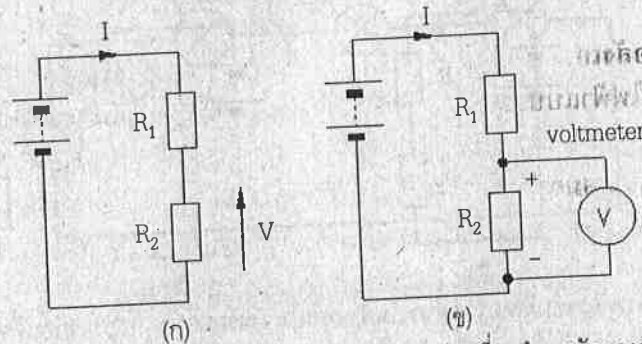 I
R₁
R₂
V
(ก)
I
R₁
voltmeter
+
R₂
V
−
(ข)